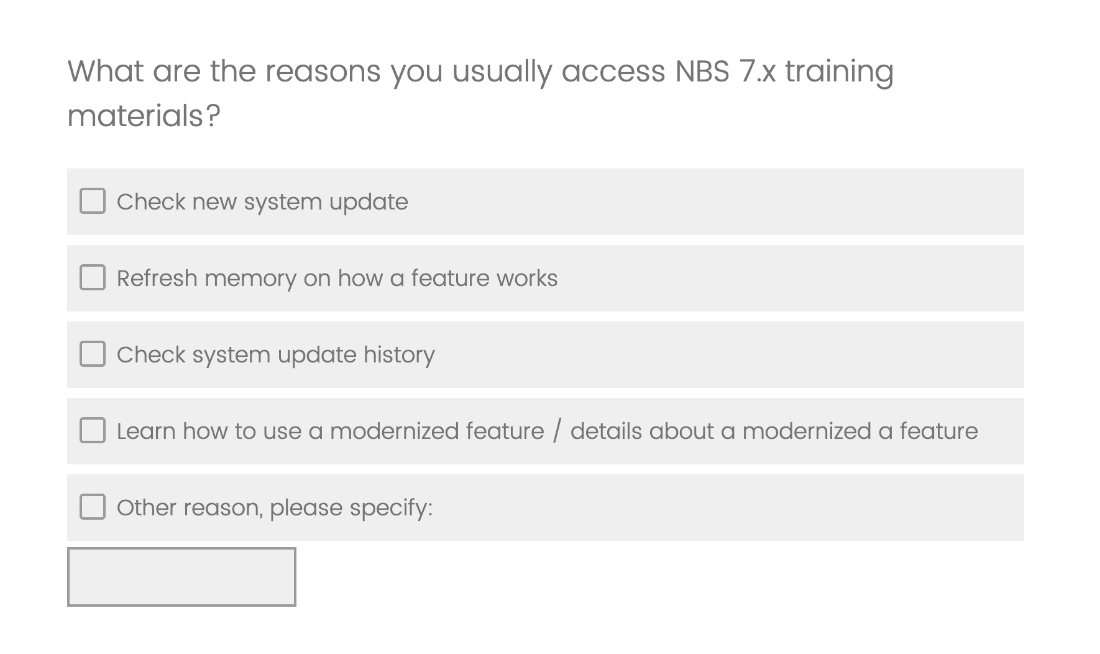 What are the reasons you usually access NBS 7.x training
materials?
Check new system update
Refresh memory on how a feature works
Check system update history
Learn how to use a modernized feature / details about a modernized a feature
Other reason, please specify: